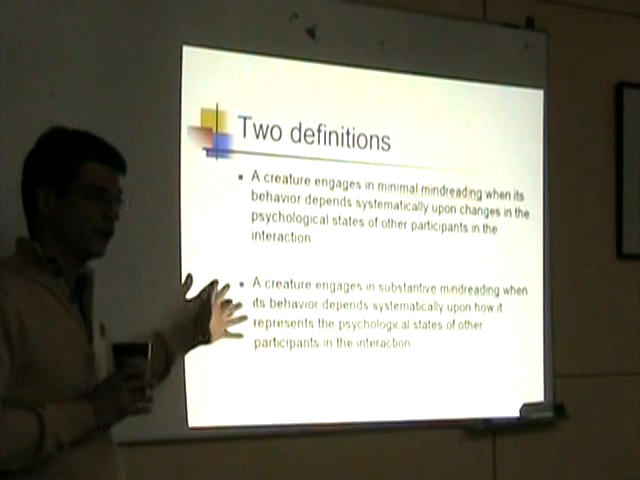 Two definitions
A creature engages in minimal mindreading when its
behavior depends systematically upon changes in the
psychological states of other participants in the
interaction
A creature engages in substantive mindreading when
its behavior depends systematically upon how it
represents the psychological states of other
participants in the interaction